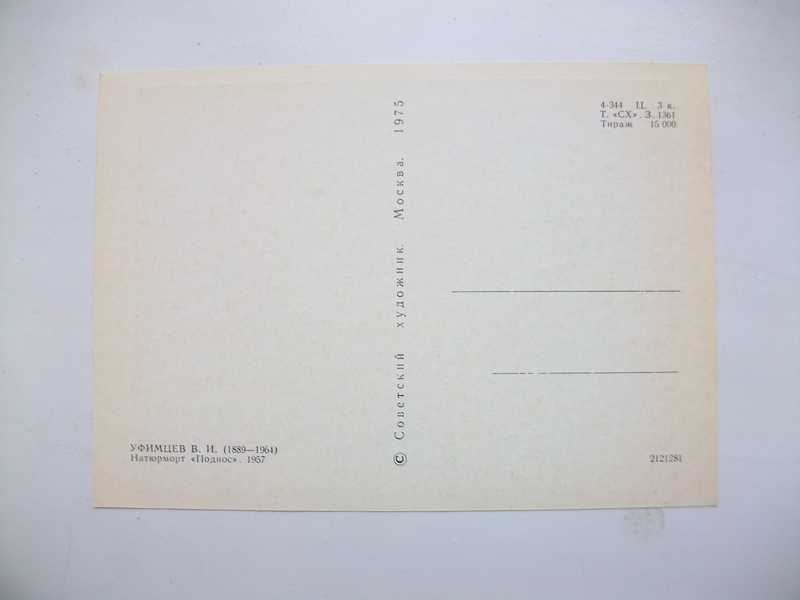 4-344 Ц. 3 к.
Т. «СХ». З. 1361
Тираж 15 000.
© Советский художник. Москва. 1975
УФИМЦЕВ В. И. (1889—1964)
Натюрморт «Поднос». 1957
2121281